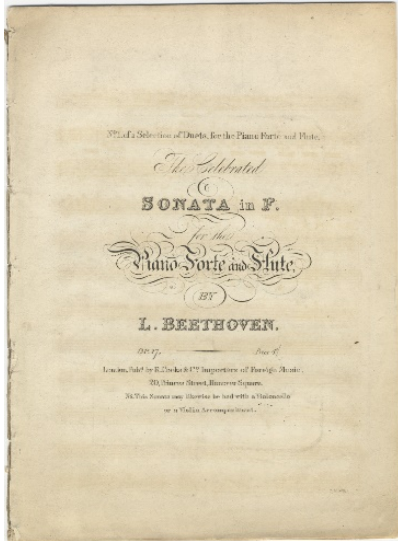 No. 1 of a Selection of Duets, for the Piano Forte and Flute.
The Celebrated
SONATA in F.
for the
Piano Forte and Flute,
BY
L. BEETHOVEN.
Op. 17.
London, Publ. by & Co. Importers of Foreign Music,
20, Princes Street, Hanover Square.
NB. This Sonata may likewise be had with a Violoncello
or a Violin Accompaniment.